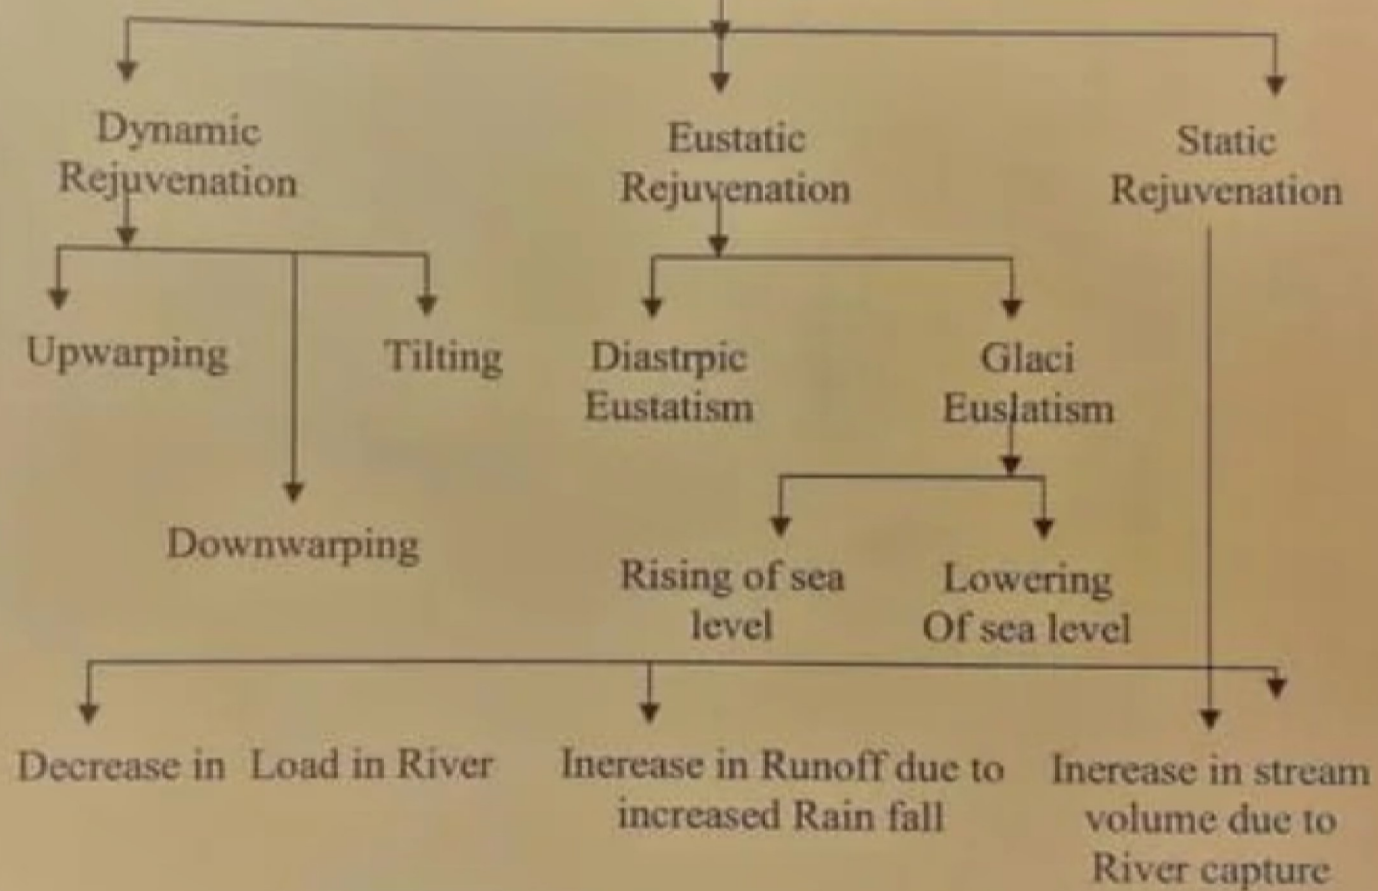 Dynamic
Rejuvenation
Eustatic
Rejuvenation
Static
Rejuvenation
Upwarping
Tilting
Diastrpic
Eustatism
Glaci
Euslatism
Downwarping
Rising of sea
level
Lowering
Of sea level
Decrease in Load in River
Inerease in Runoff due to
increased Rain fall
Inerease in stream
volume due to
River capture